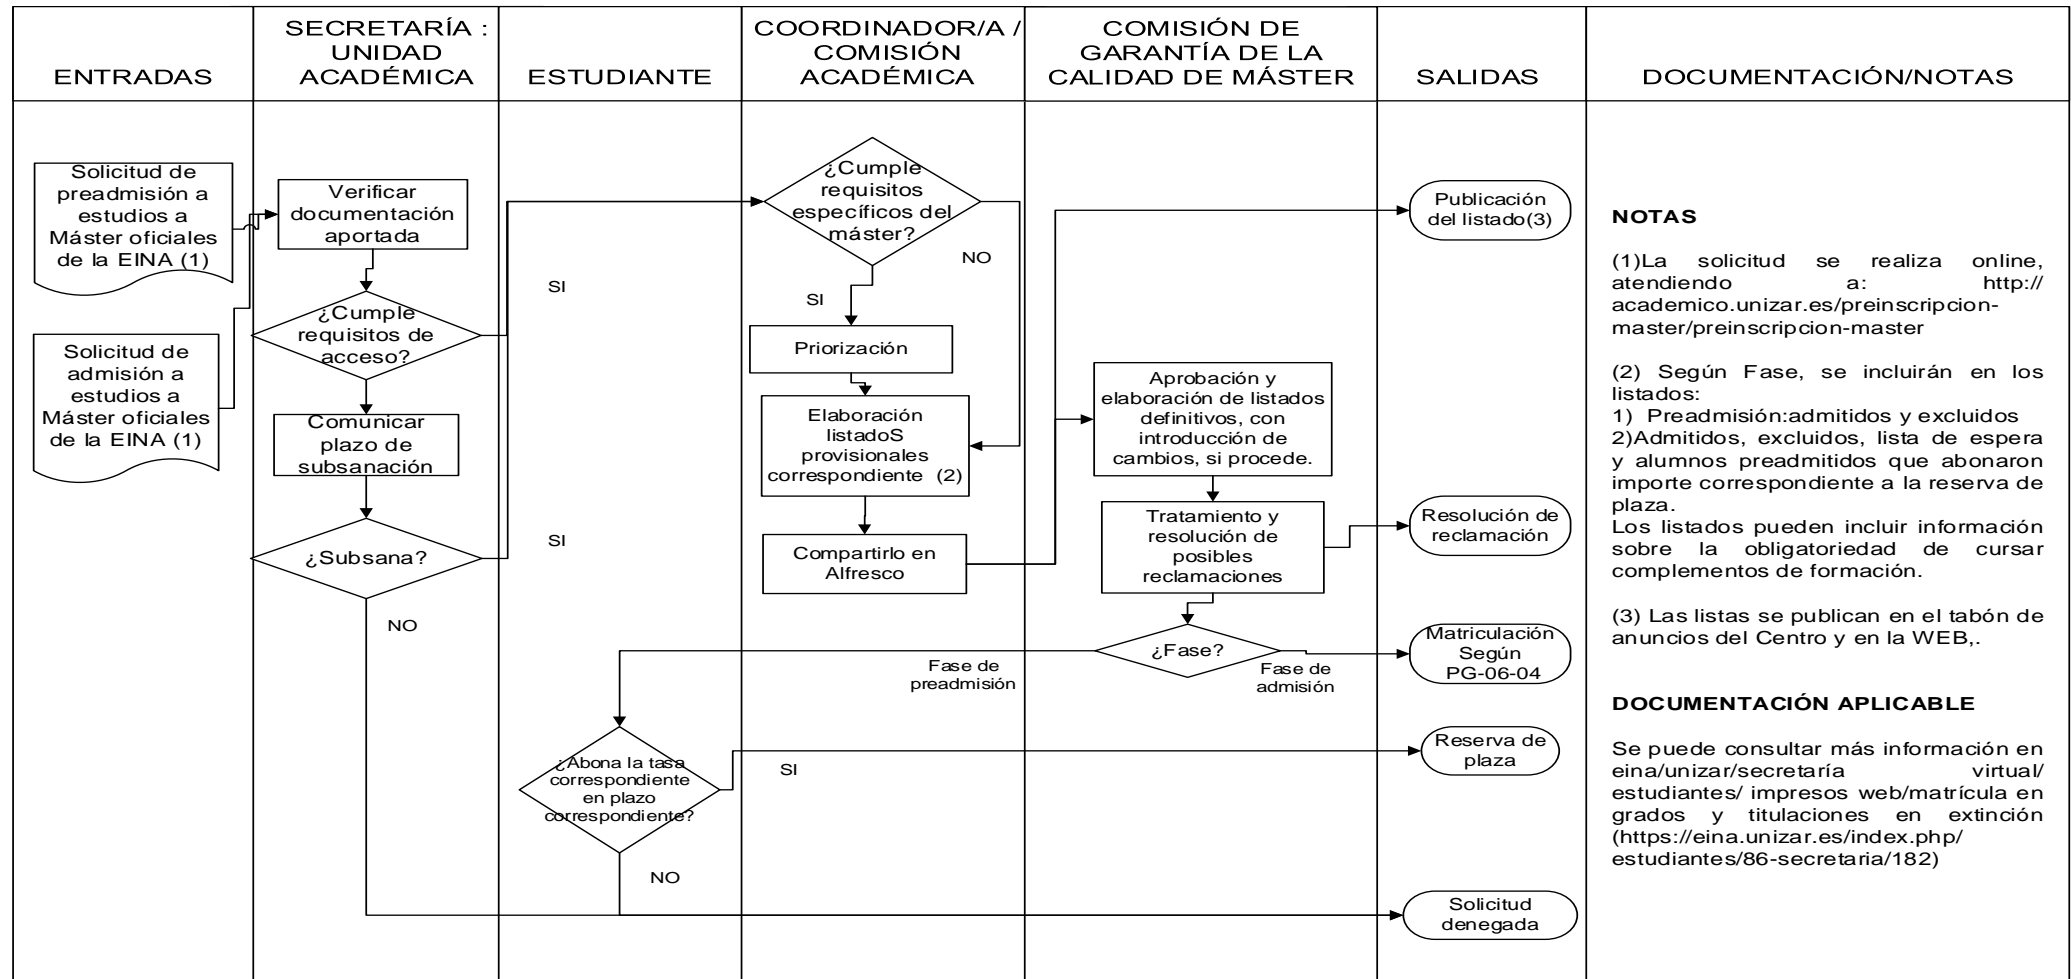 ENTRADAS
SECRETARÍA :
UNIDAD
ACADÉMICA
ESTUDIANTE
COORDINADOR/A /
COMISIÓN
ACADÉMICA
COMISIÓN DE
GARANTÍA DE LA
CALIDAD DE MÁSTER
SALIDAS
DOCUMENTACIÓN/NOTAS
Solicitud de
preadmisión a
estudios a
Máster oficiales
de la EINA (1)
Solicitud de
admisión a
estudios a
Máster oficiales
de la EINA (1)
Verificar
documentación
aportada
¿Cumple
requisitos de
acceso?
Comunicar
plazo de
subsanación
¿Subsana?
NO
SI
SI
¿Abona la tasa
correspondiente
en plazo
correspondiente?
SI
NO
¿Cumple
requisitos
específicos del
máster?
NO
SI
Priorización
Elaboración
listadoS
provisionales
correspondiente (2)
Compartirlo en
Alfresco
Fase de
preadmisión
Aprobación y
elaboración de listados
definitivos, con
introducción de
cambios, si procede.
Tratamiento y
resolución de
posibles
reclamaciones
¿Fase?
Fase de
admisión
Publicación
del listado(3)
Resolución de
reclamación
Matriculación
Según
PG-06-04
Reserva de
plaza
Solicitud
denegada
NOTAS
(1)La solicitud se realiza online,
atendiendo a: http://
academico.unizar.es/preinscripcion-
master/preinscripcion-master
(2) Según Fase, se incluirán en los
listados:
1) Preadmisión:admitidos y excluidos
2)Admitidos, excluidos, lista de espera
y alumnos preadmitidos que abonaron
importe correspondiente a la reserva de
plaza.
Los listados pueden incluir información
sobre la obligatoriedad de cursar
complementos de formación.
(3) Las listas se publican en el tabón de
anuncios del Centro y en la WEB,.
DOCUMENTACIÓN APLICABLE
Se puede consultar más información en
eina/unizar/secretaría virtual/
estudiantes/ impresos web/matrícula en
grados y titulaciones en extinción
(https://eina.unizar.es/index.php/
estudiantes/86-secretaria/182)